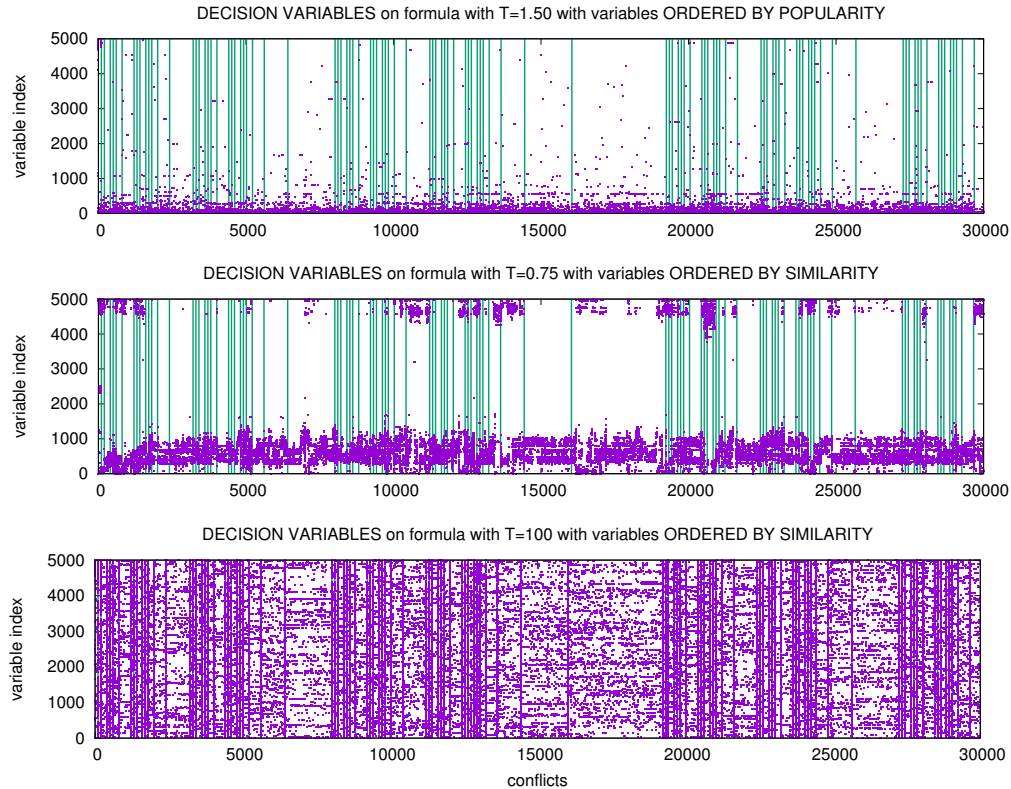 DECISION VARIABLES on formula with T=1.50 with variables ORDERED BY POPULARITY
variable index
5000
4000
3000
2000
1000
0
0 5000 10000 15000 20000 25000 30000
DECISION VARIABLES on formula with T=0.75 with variables ORDERED BY SIMILARITY
variable index
5000
4000
3000
2000
1000
0
0 5000 10000 15000 20000 25000 30000
DECISION VARIABLES on formula with T=100 with variables ORDERED BY SIMILARITY
variable index
5000
4000
3000
2000
1000
0
0 5000 10000 15000 20000 25000 30000
conflicts